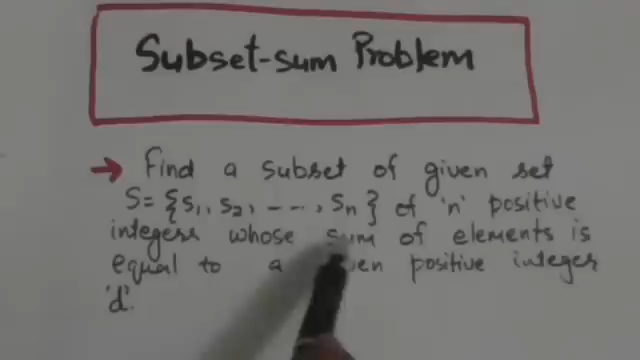 Subset-sum Problem
→ Find a subset of given set
S = {S1, S2, - - -, Sn} of 'n' positive
integers whose sum of elements is
equal to a given positive integer
'd'.